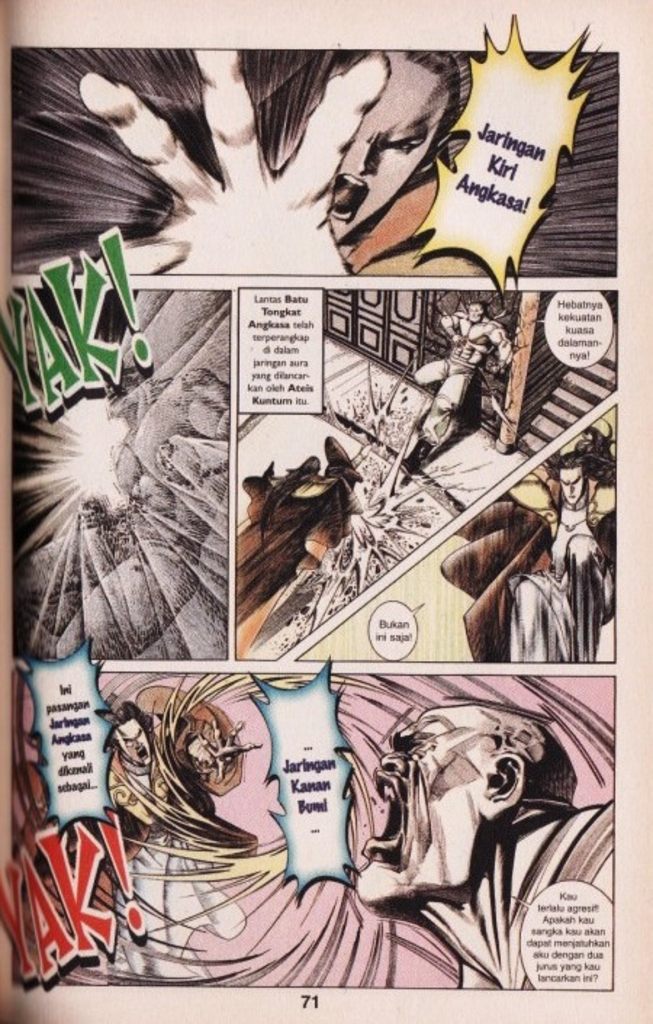 Jaringan
Kiri
Angkasa!
YAK!
Lantas Batu
Tongkat
Angkasa telah
terperangkap
di dalam
jaringan aura
yang dilancar-
kan oleh Ateis
Kunturn itu.
Hebatnya
kekuatan
kuasa
dalaman-
nya!
Bukan
ini saja!
Ini
pasangan
Jaringan
Angkasa
yang
dikenali
sebagai...
...
Jaringan
Kanan
Bumi
...
YAK!
Kau
terlalu agresif!
Apakah kau
sangka kau akan
dapat menjatuhkan
aku dengan dua
jurus yang kau
lancarkan ini?
71